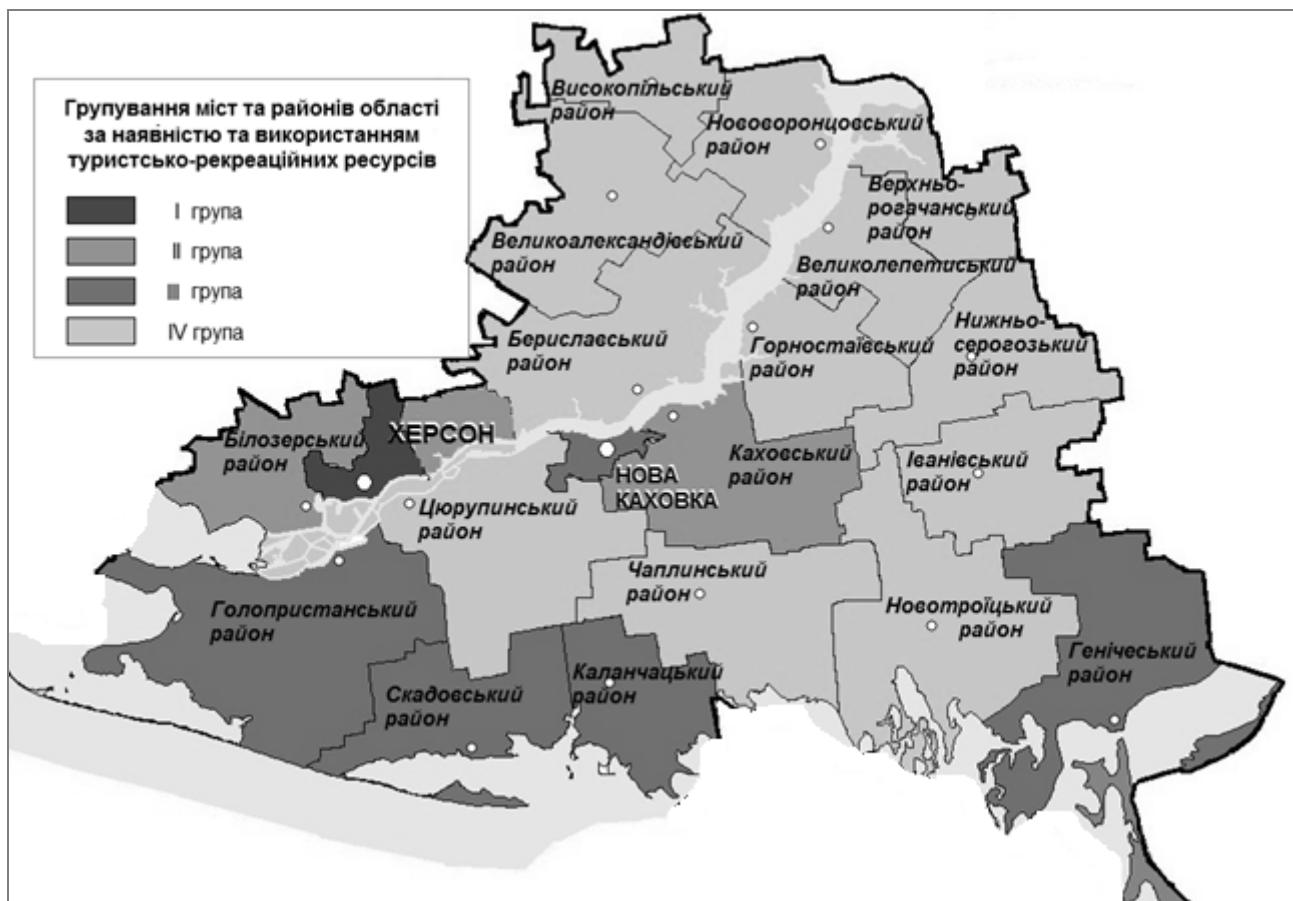 Групування міст та районів області
за наявністю та використанням
туристсько-рекреаційних ресурсів
I група
II група
III група
IV група
Високопільський
район
Нововоронцовський
район
Верхньо-
рогачанський
район
Великоалександієвський
район
Великолепетиський
район
Бериславський
район
Горностаївський
район
Нижньо-
серогозький
район
Білозерський
район
ХЕРСОН
НОВА
КАХОВКА
Каховський
район
Іванівський
район
Цюрупинський
район
Чаплинський
район
Голопристанський
район
Новотроїцький
район
Генічеський
район
Скадовський
район
Каланчацький
район